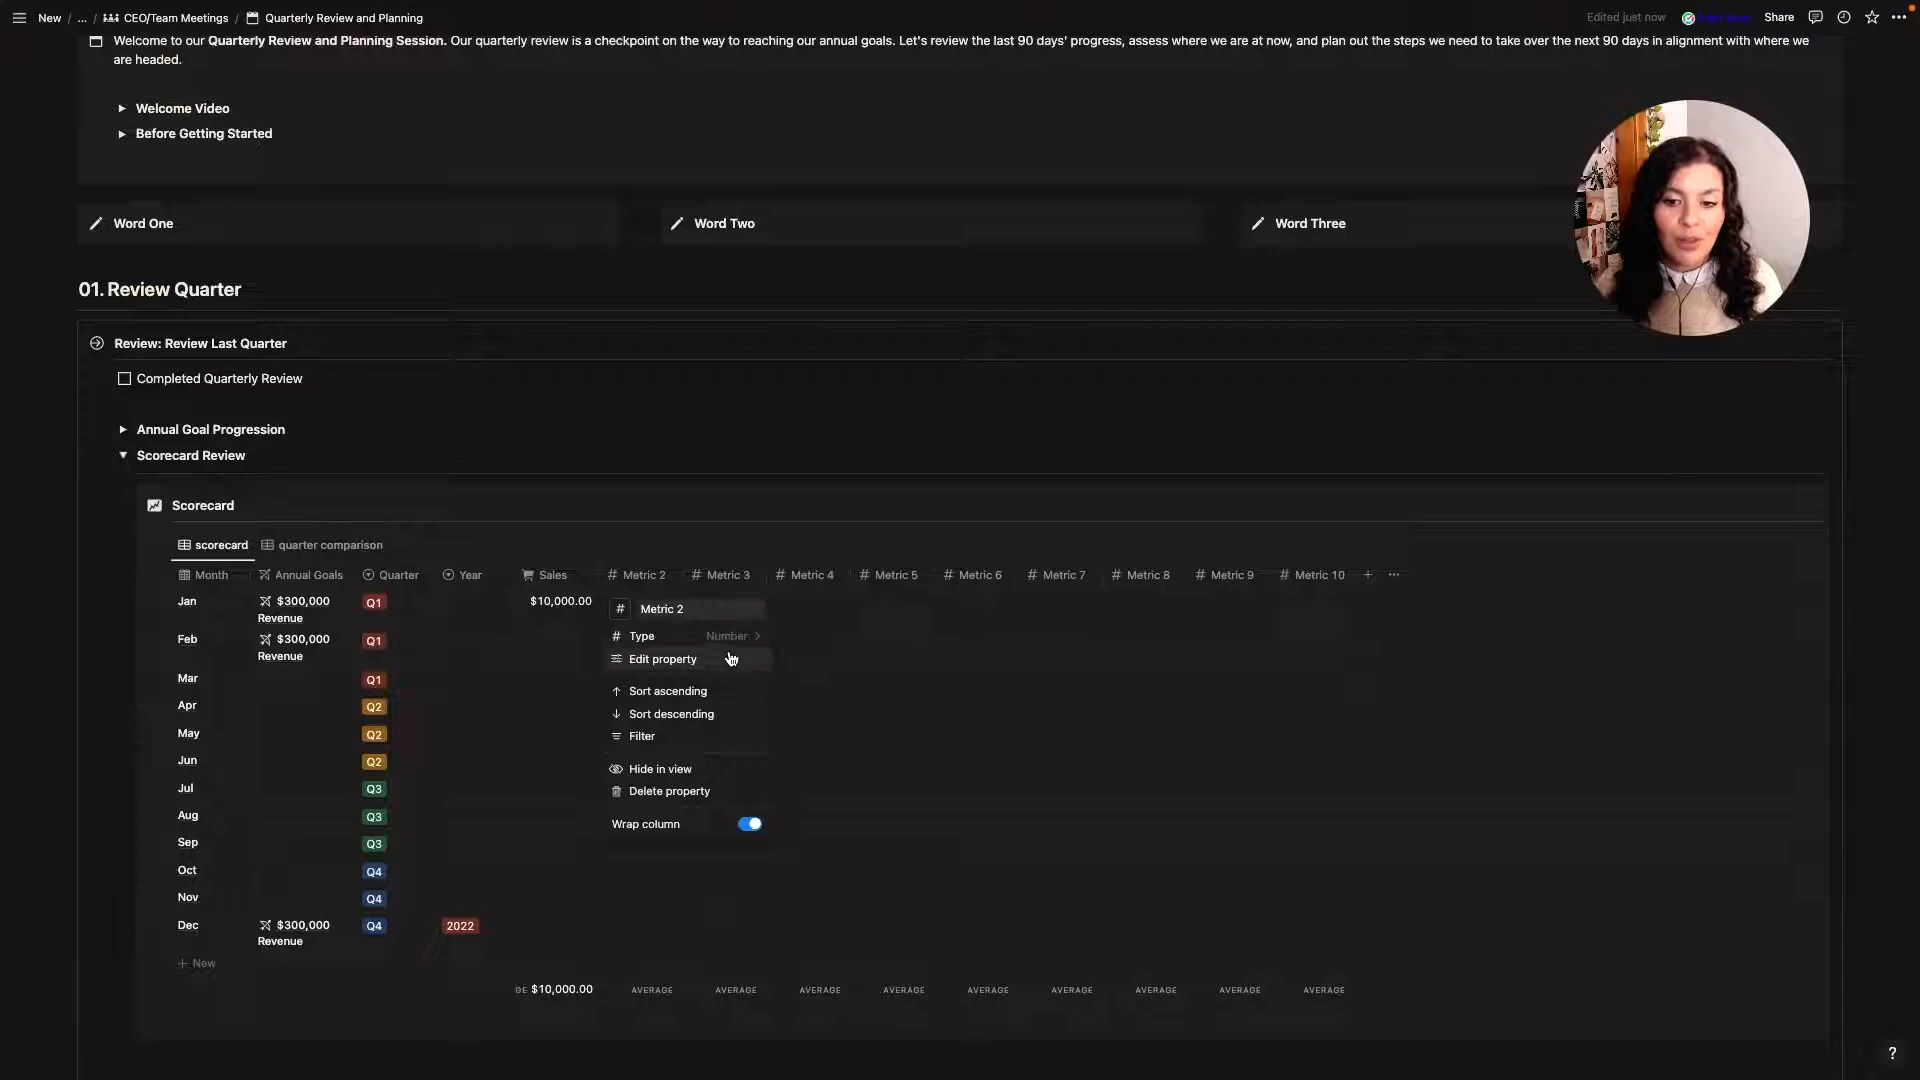 New / ... / CEO/Team Meetings / Quarterly Review and Planning
Edited just now
Share
Welcome to our Quarterly Review and Planning Session. Our quarterly review is a checkpoint on the way to reaching our annual goals. Let's review the last 90 days' progress, assess where we are at now, and plan out the steps we need to take over the next 90 days in alignment with where we
are headed.
Welcome Video
Before Getting Started
Word One
Word Two
Word Three
01. Review Quarter
Review: Review Last Quarter
Completed Quarterly Review
Annual Goal Progression
Scorecard Review
Scorecard
scorecard
quarter comparison
Month Annual Goals Quarter Year Sales # Metric 2 # Metric 3 # Metric 4 # Metric 5 # Metric 6 # Metric 7 # Metric 8 # Metric 9 # Metric 10 + ...
Jan $300,000 Q1 $10,000.00
Revenue
Feb $300,000 Q1
Revenue
Mar Q1
Apr Q2
May Q2
Jun Q2
Jul Q3
Aug Q3
Sep Q3
Oct Q4
Nov Q4
Dec $300,000 Q4 2022
Revenue
+ New
GE $10,000.00 AVERAGE AVERAGE AVERAGE AVERAGE AVERAGE AVERAGE AVERAGE AVERAGE AVERAGE
# Metric 2
# Type Number
Edit property
Sort ascending
Sort descending
Filter
Hide in view
Delete property
Wrap column
?